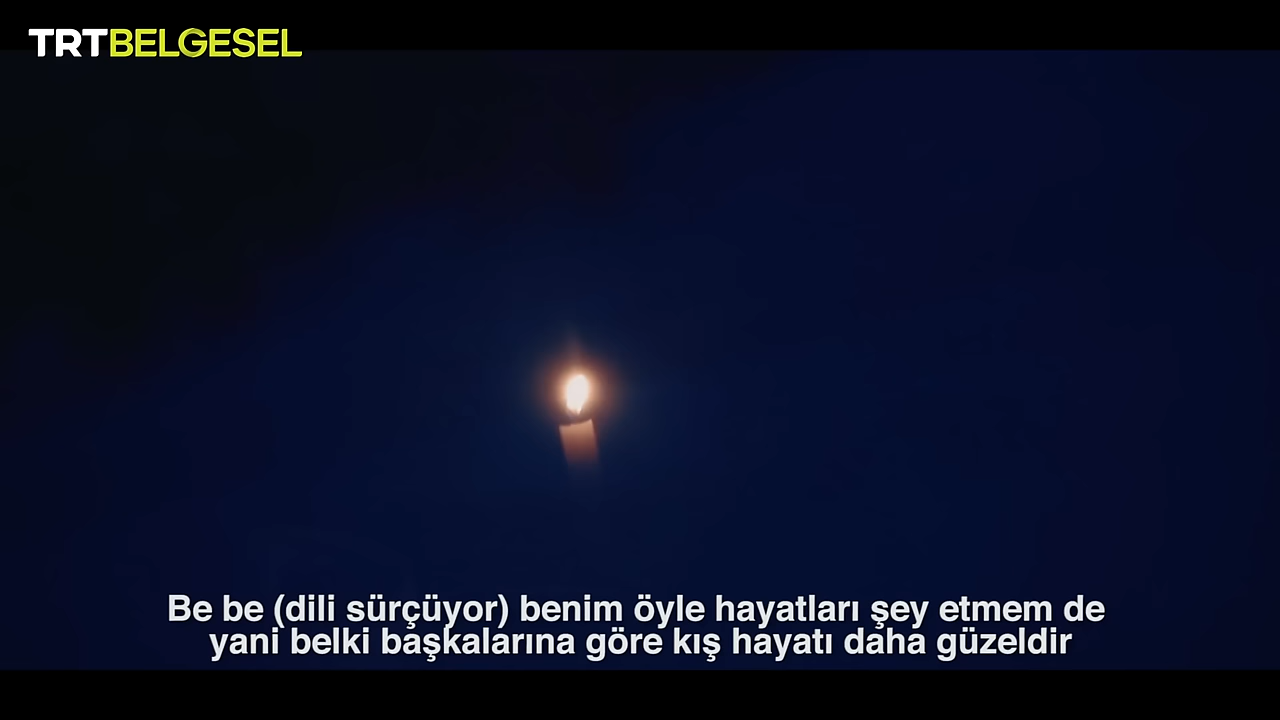 TRTBELGESEL
Be be (dili sürçüyor) benim öyle hayatları şey etmem de
yani belki başkalarına göre kış hayatı daha güzeldir